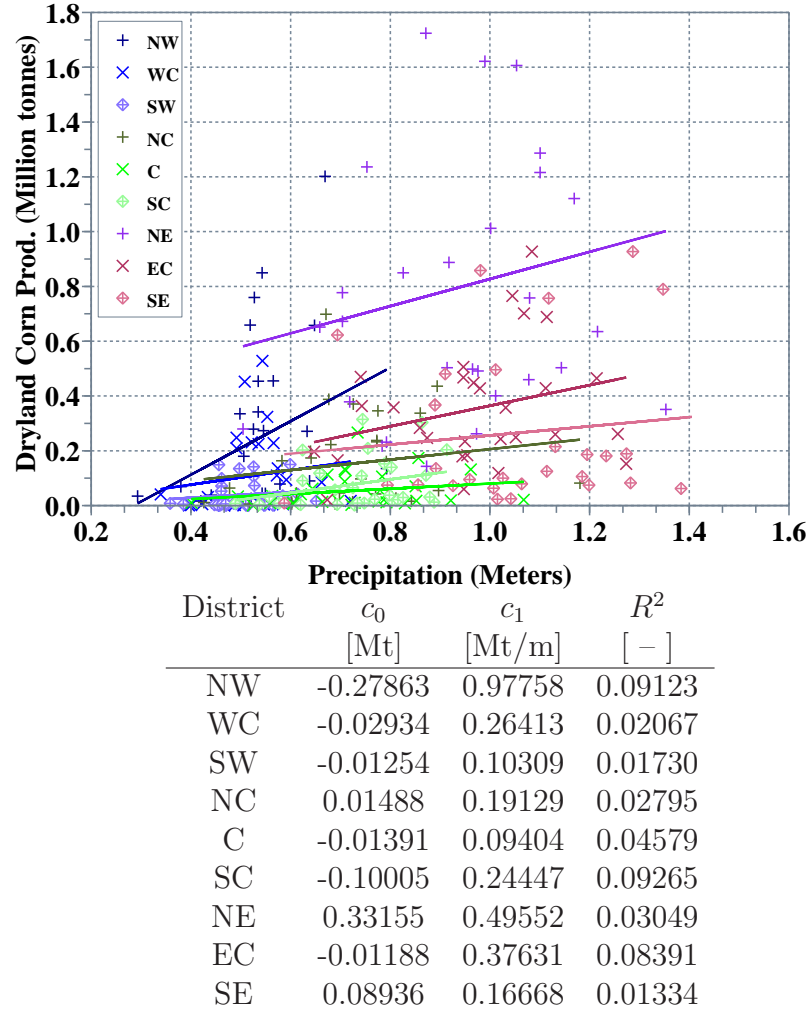 1.8
1.6
1.4
1.2
1.0
0.8
0.6
0.4
0.2
0.0
Dryland Corn Prod. (Million tonnes)
NW
WC
SW
NC
C
SC
NE
EC
SE
0.2 0.4 0.6 0.8 1.0 1.2 1.4 1.6
Precipitation (Meters)
District c0 c1 R2
[Mt] [Mt/m] [ – ]
NW -0.27863 0.97758 0.09123
WC -0.02934 0.26413 0.02067
SW -0.01254 0.10309 0.01730
NC 0.01488 0.19129 0.02795
C -0.01391 0.09404 0.04579
SC -0.10005 0.24447 0.09265
NE 0.33155 0.49552 0.03049
EC -0.01188 0.37631 0.08391
SE 0.08936 0.16668 0.01334